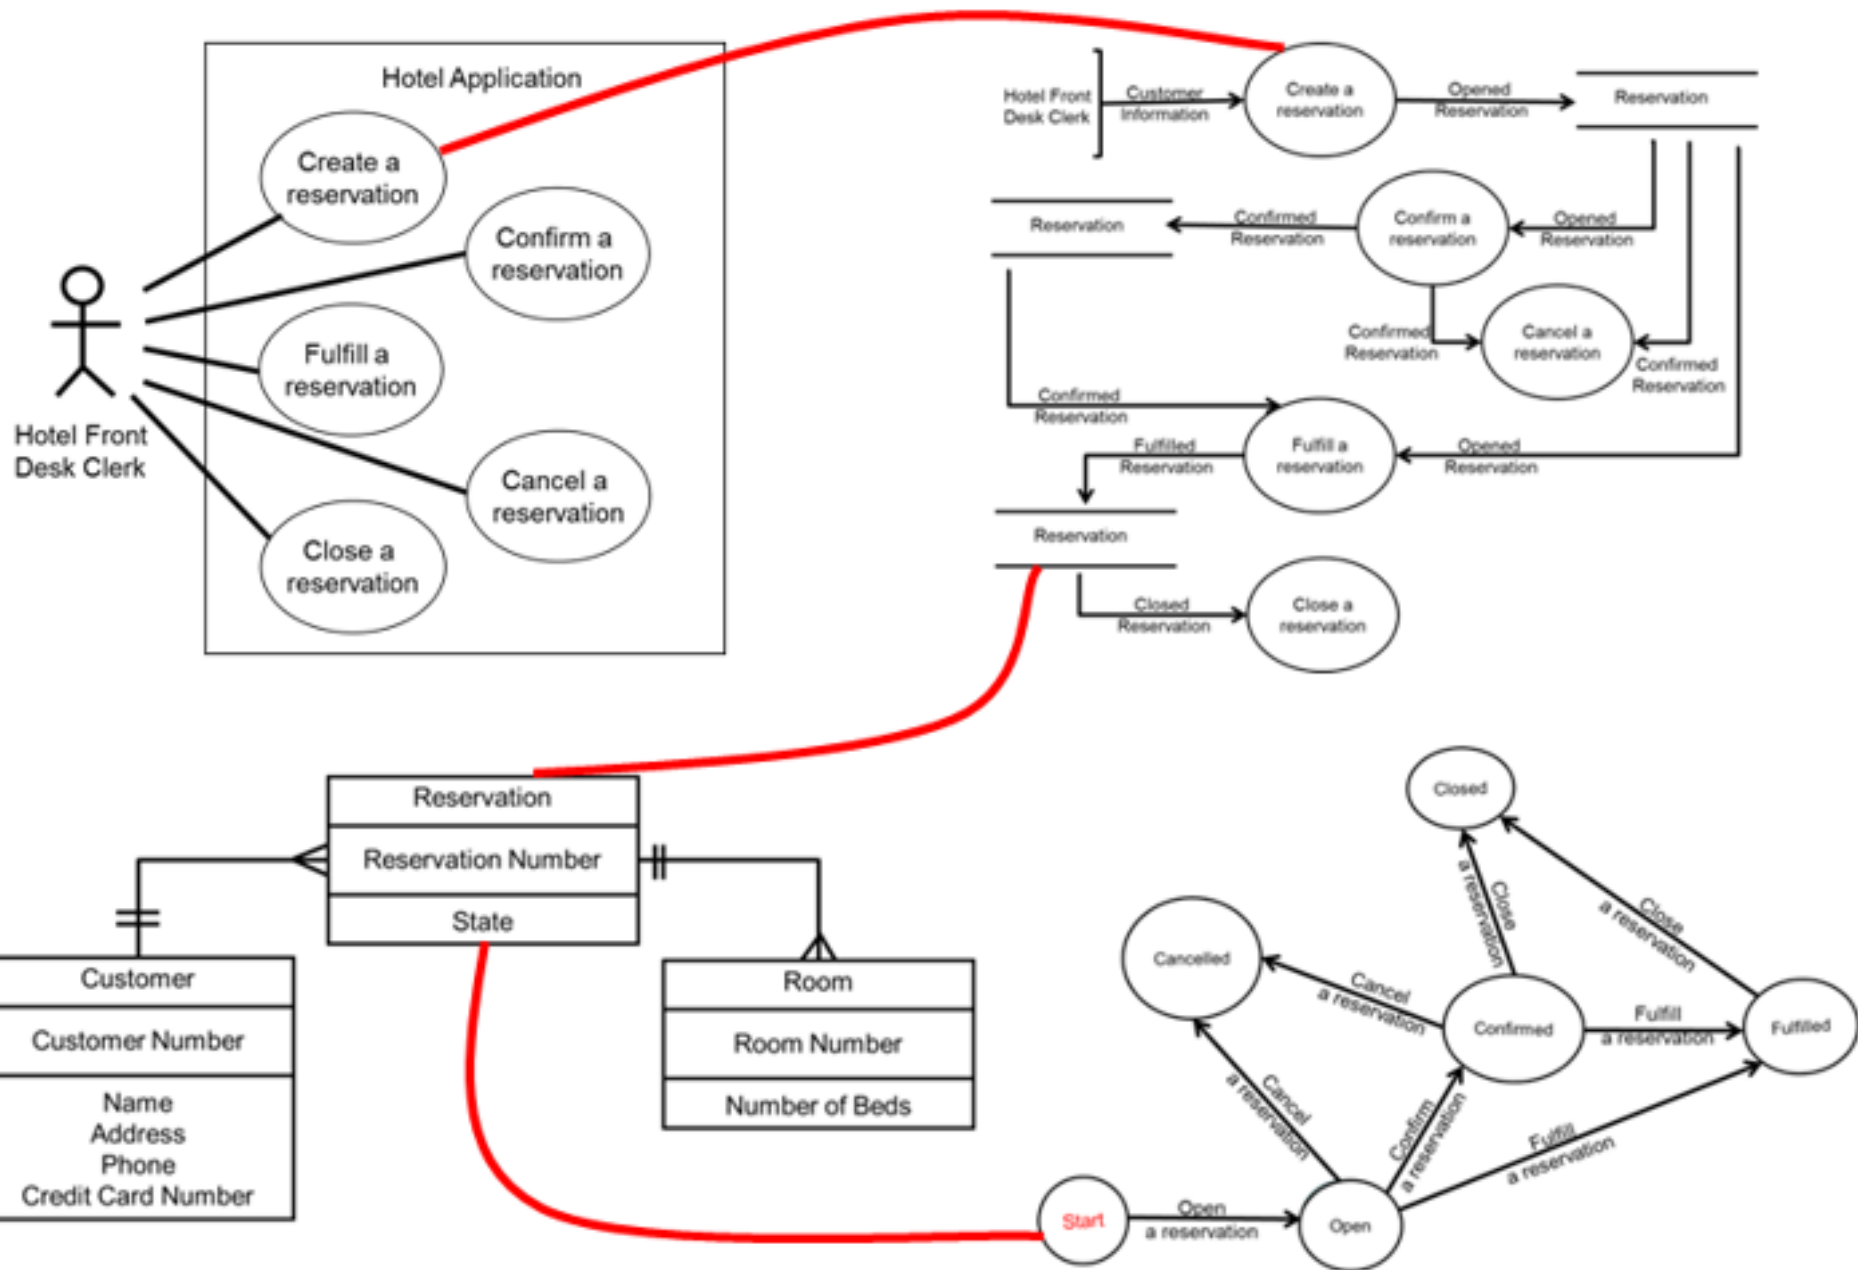 Hotel Application
Create a
reservation
Confirm a
reservation
Fulfill a
reservation
Cancel a
reservation
Close a
reservation
Hotel Front
Desk Clerk
Hotel Front
Desk Clerk
Customer
Information
Create a
reservation
Opened
Reservation
Reservation
Reservation
Confirmed
Reservation
Confirm a
reservation
Opened
Reservation
Confirmed
Reservation
Cancel a
reservation
Confirmed
Reservation
Confirmed
Reservation
Fulfilled
Reservation
Fulfill a
reservation
Opened
Reservation
Reservation
Closed
Reservation
Close a
reservation
Reservation
Reservation Number
State
Customer
Customer Number
Name
Address
Phone
Credit Card Number
Room
Room Number
Number of Beds
Closed
Close
a reservation
Close
a reservation
Cancelled
Cancel
a reservation
Confirmed
Fulfill
a reservation
Fulfilled
Cancel
a reservation
Confirm
a reservation
Fulfill
a reservation
Start
Open
a reservation
Open